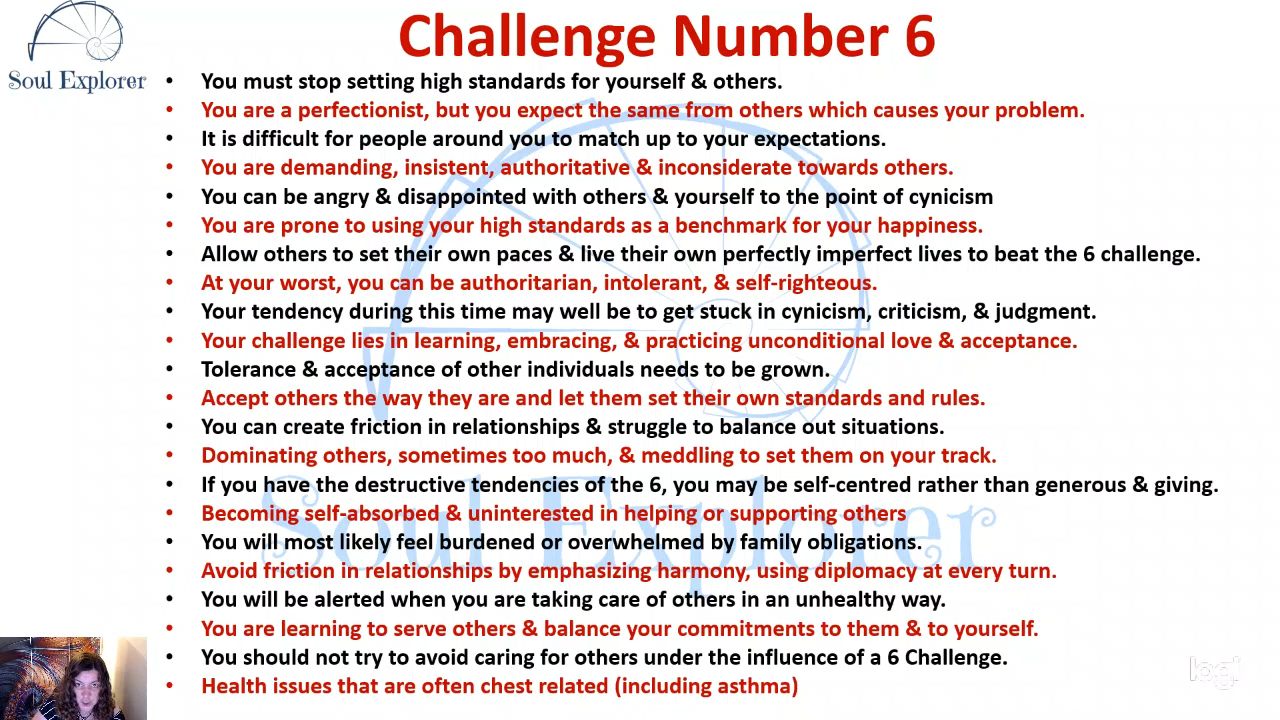 Challenge Number 6
Soul Explorer
• You must stop setting high standards for yourself & others.
• You are a perfectionist, but you expect the same from others which causes your problem.
• It is difficult for people around you to match up to your expectations.
• You are demanding, insistent, authoritative & inconsiderate towards others.
• You can be angry & disappointed with others & yourself to the point of cynicism
• You are prone to using your high standards as a benchmark for your happiness.
• Allow others to set their own paces & live their own perfectly imperfect lives to beat the 6 challenge.
• At your worst, you can be authoritarian, intolerant, & self-righteous.
• Your tendency during this time may well be to get stuck in cynicism, criticism, & judgment.
• Your challenge lies in learning, embracing, & practicing unconditional love & acceptance.
• Tolerance & acceptance of other individuals needs to be grown.
• Accept others the way they are and let them set their own standards and rules.
• You can create friction in relationships & struggle to balance out situations.
• Dominating others, sometimes too much, & meddling to set them on your track.
• If you have the destructive tendencies of the 6, you may be self-centred rather than generous & giving.
• Becoming self-absorbed & uninterested in helping or supporting others
• You will most likely feel burdened or overwhelmed by family obligations.
• Avoid friction in relationships by emphasizing harmony, using diplomacy at every turn.
• You will be alerted when you are taking care of others in an unhealthy way.
• You are learning to serve others & balance your commitments to them & to yourself.
• You should not try to avoid caring for others under the influence of a 6 Challenge.
• Health issues that are often chest related (including asthma)
Soul Explorer